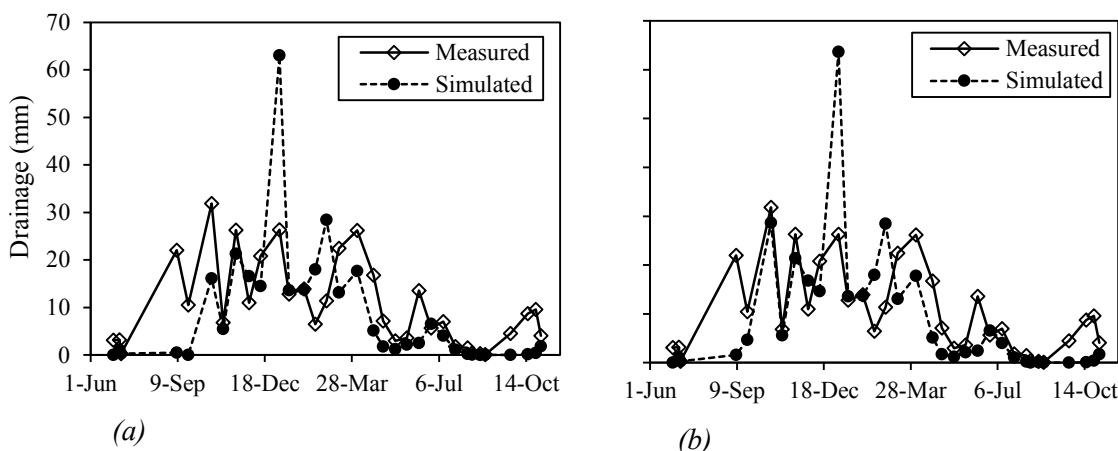 70
60
50
40
30
20
10
0
Drainage (mm)
Measured
Simulated
1-Jun 9-Sep 18-Dec 28-Mar 6-Jul 14-Oct
(a)
Measured
Simulated
1-Jun 9-Sep 18-Dec 28-Mar 6-Jul 14-Oct
(b)